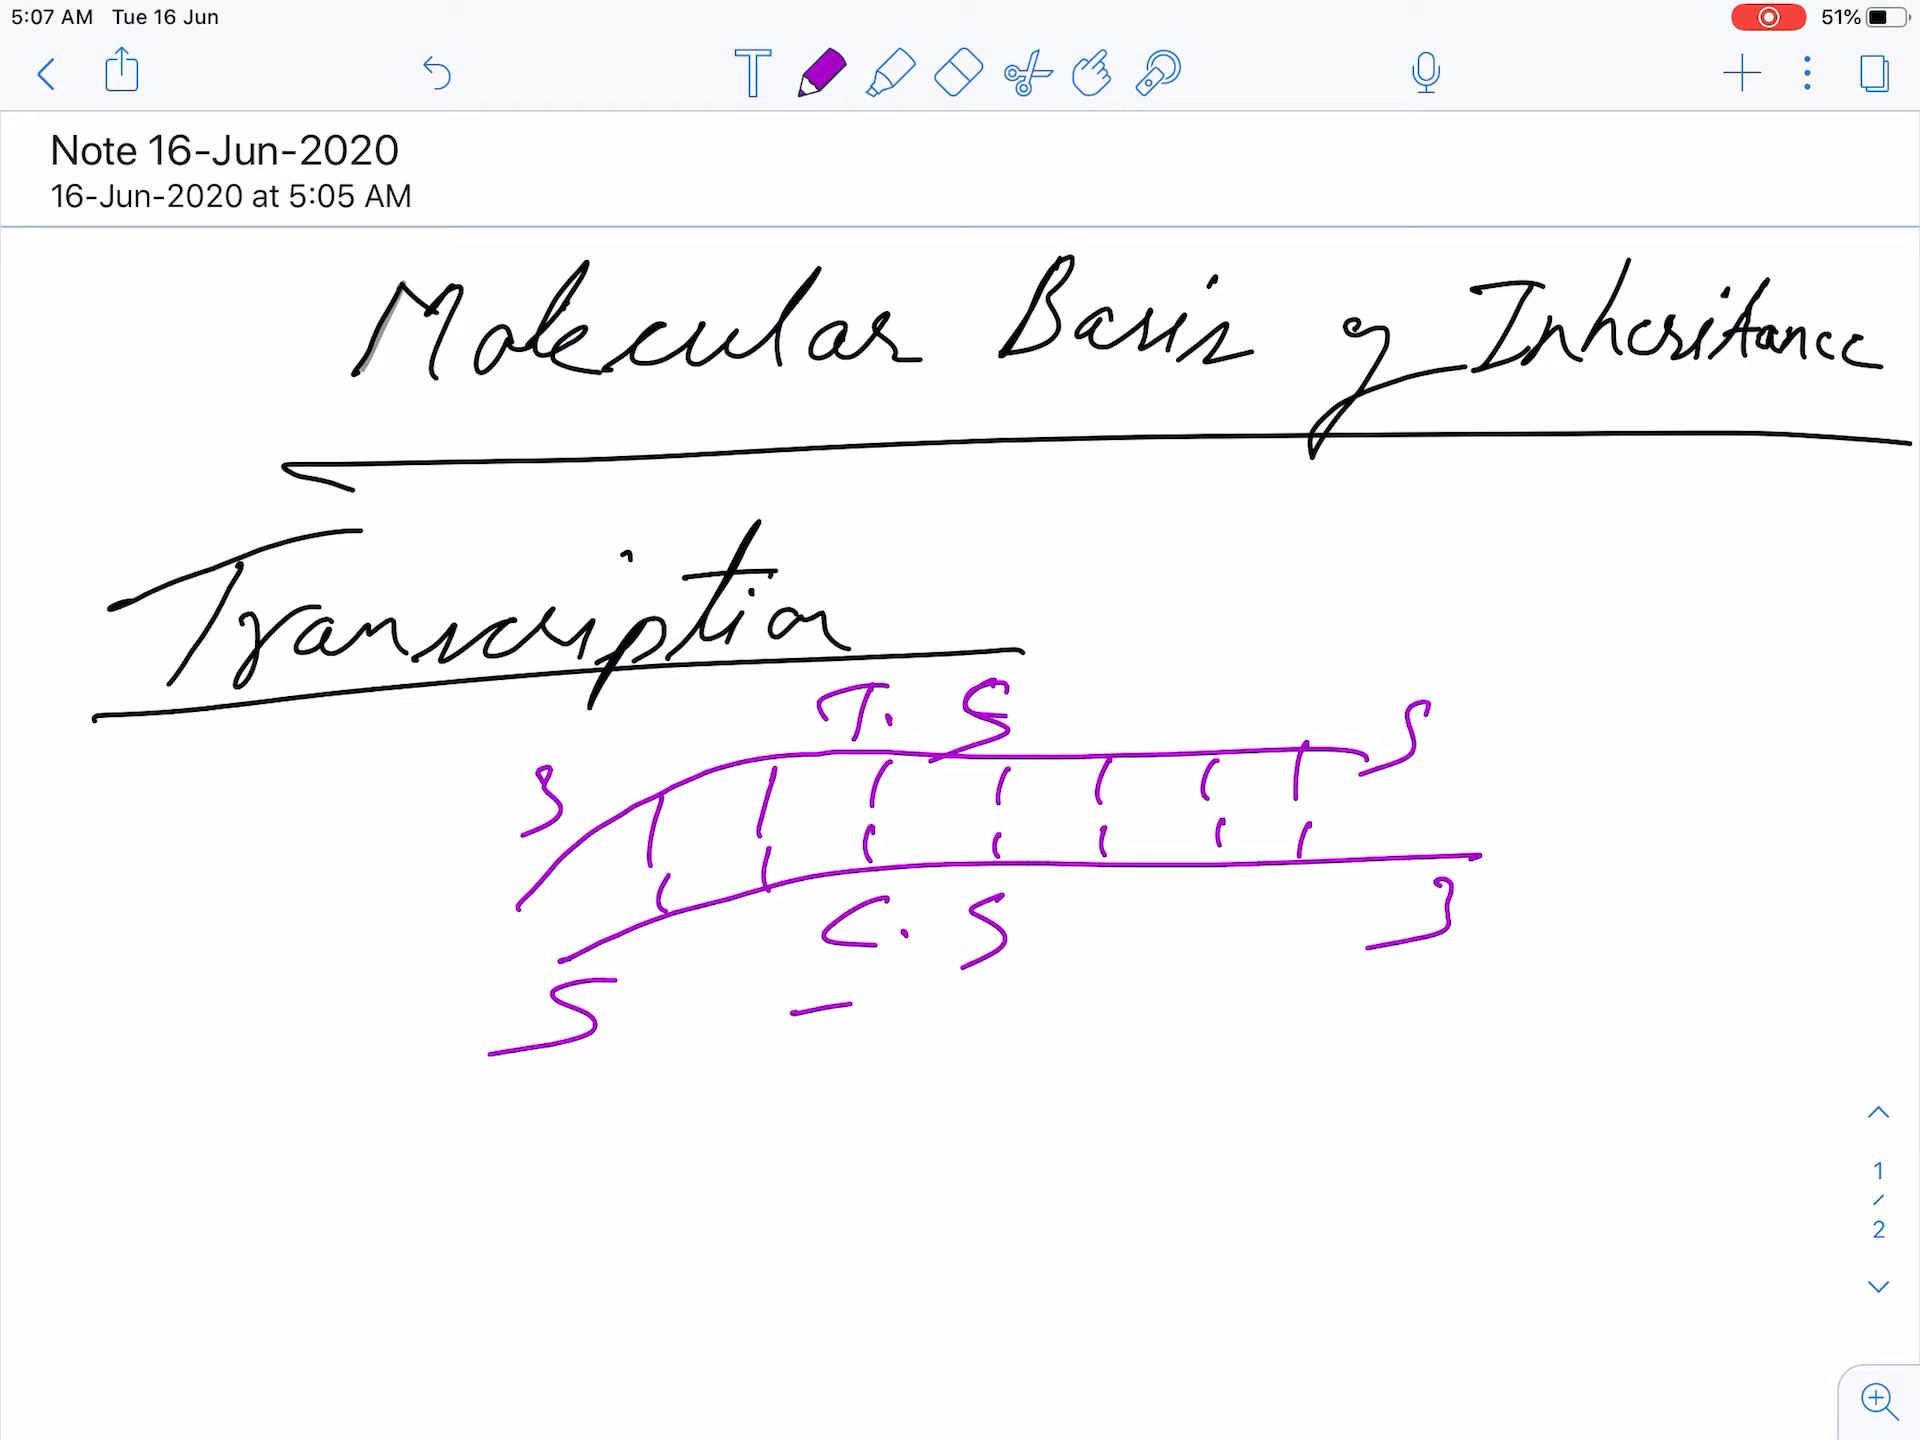 5:07 AM Tue 16 Jun 51%
T
Note 16-Jun-2020
16-Jun-2020 at 5:05 AM
Molecular Basis of Inheritance
Transcription
T. S
3 5
C. S
5 3
1
/
2